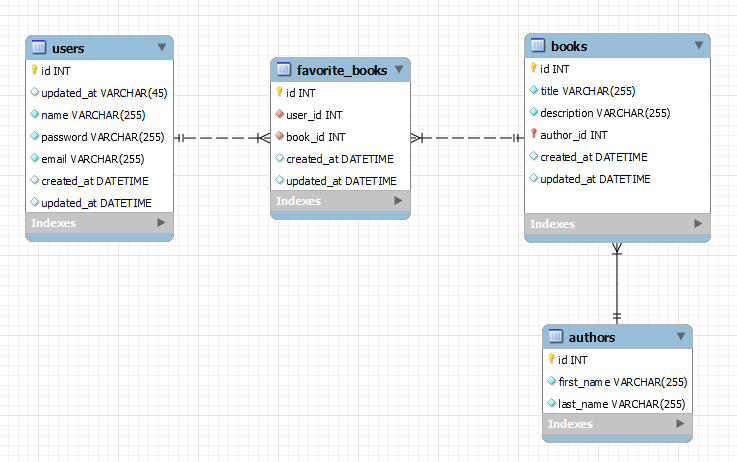 users
id INT
updated_at VARCHAR(45)
name VARCHAR(255)
password VARCHAR(255)
email VARCHAR(255)
created_at DATETIME
updated_at DATETIME
Indexes
favorite_books
id INT
user_id INT
book_id INT
created_at DATETIME
updated_at DATETIME
Indexes
books
id INT
title VARCHAR(255)
description VARCHAR(255)
author_id INT
created_at DATETIME
updated_at DATETIME
Indexes
authors
id INT
first_name VARCHAR(255)
last_name VARCHAR(255)
Indexes